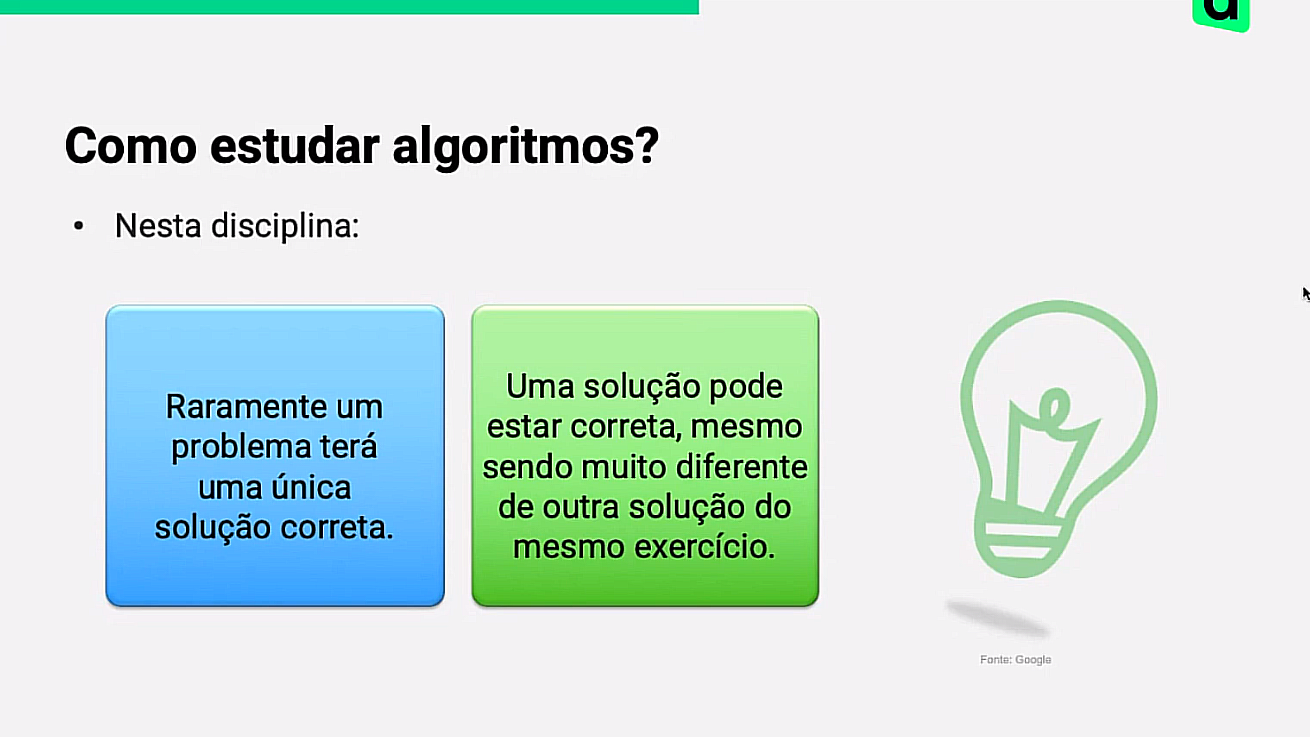 Como estudar algoritmos?
• Nesta disciplina:
Raramente um
problema terá
uma única
solução correta.
Uma solução pode
estar correta, mesmo
sendo muito diferente
de outra solução do
mesmo exercício.
Fonte: Google